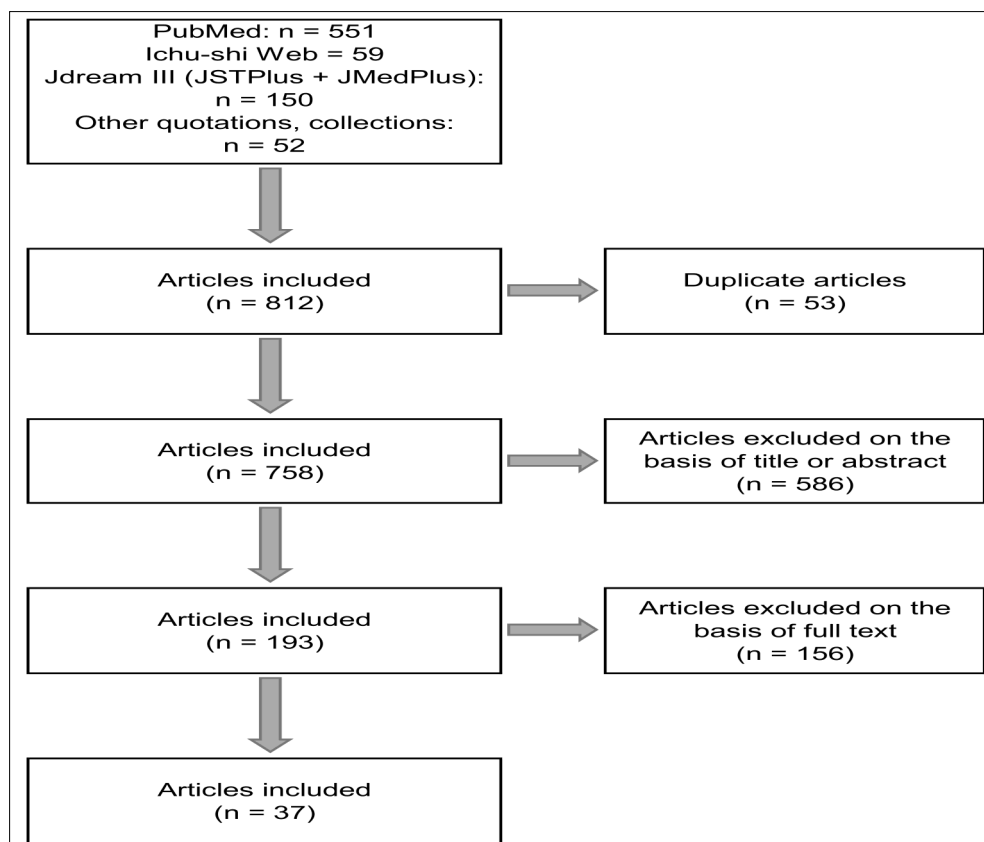 PubMed: n = 551
Ichu-shi Web = 59
Jdream III (JSTPlus + JMedPlus):
n = 150
Other quotations, collections:
n = 52
Articles included
(n = 812)
Duplicate articles
(n = 53)
Articles included
(n = 758)
Articles excluded on the
basis of title or abstract
(n = 586)
Articles included
(n = 193)
Articles excluded on the
basis of full text
(n = 156)
Articles included
(n = 37)